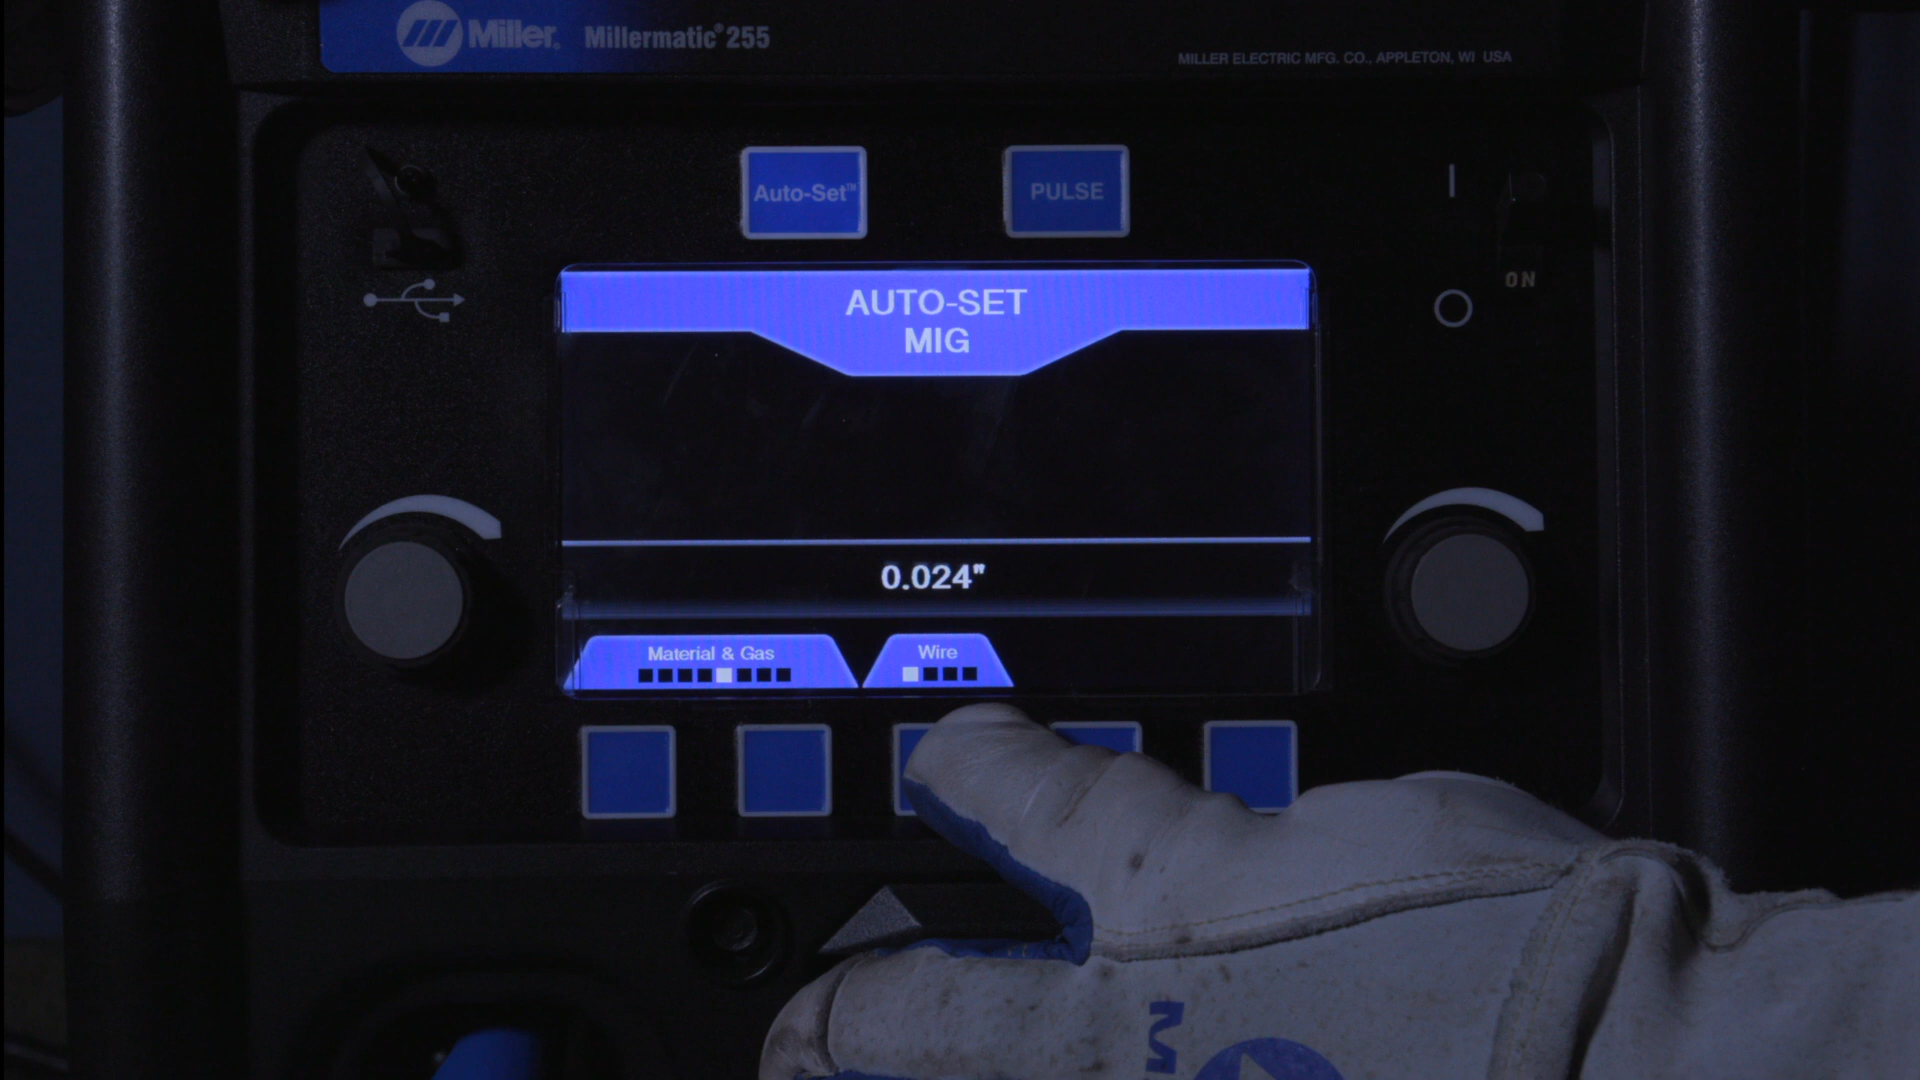 Miller. Millermatic® 255
MILLER ELECTRIC MFG. CO., APPLETON, WI USA
Auto-Set™
PULSE
ON
AUTO-SET
MIG
0.024"
Material & Gas
Wire
M